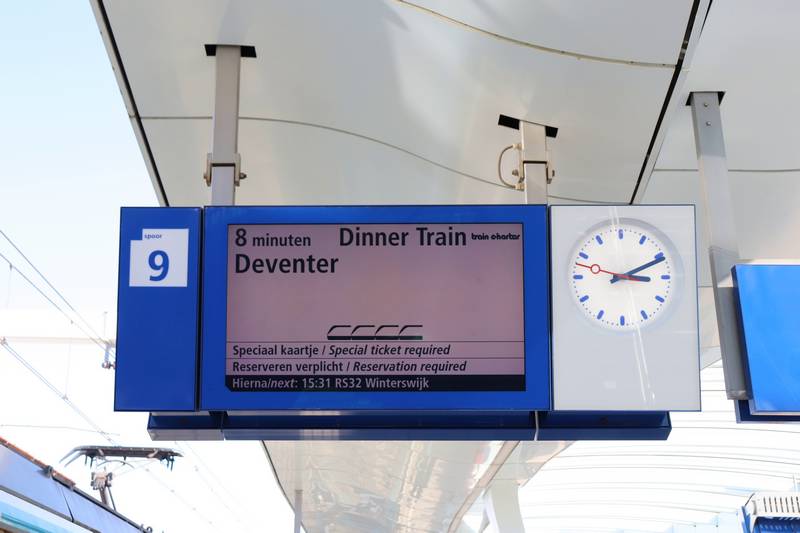 spoor
9
8 minuten Dinner Train train charter
Deventer
Speciaal kaartje / Special ticket required
Reserveren verplicht / Reservation required
Hierna/next: 15:31 RS32 Winterswijk